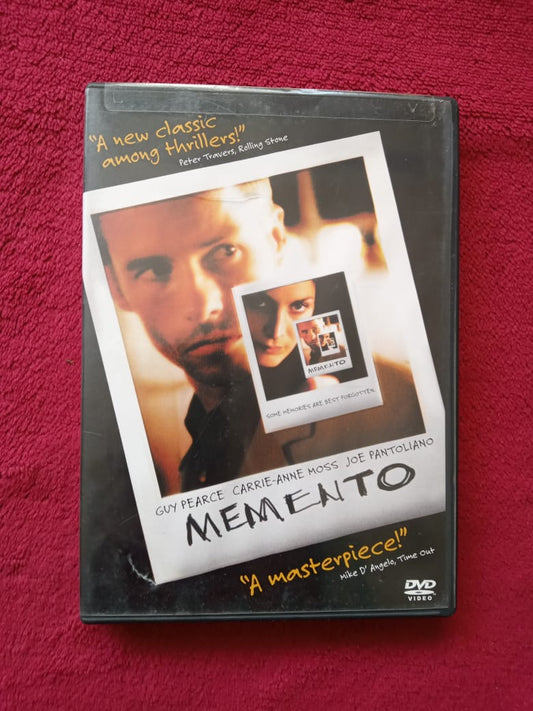 "A new classic
among thrillers!"
Peter Travers, Rolling Stone
MEMENTO
SOME MEMORIES ARE BEST FORGOTTEN.
GUY PEARCE CARRIE-ANNE MOSS JOE PANTOLIANO
MEMENTO
"A masterpiece!"
Mike D' Angelo, Time Out
DVD
VIDEO